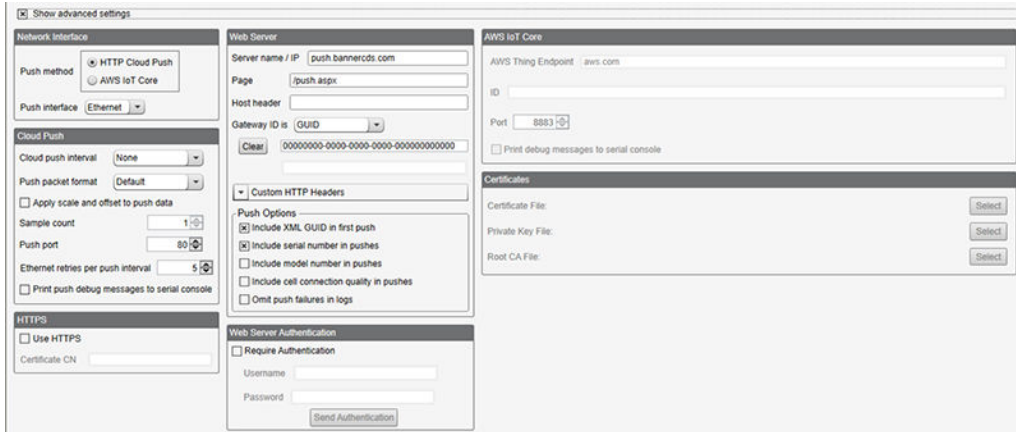 Show advanced settings
Network Interface
Push method
HTTP Cloud Push
AWS IoT Core
Push interface Ethernet
Cloud Push
Cloud push interval None
Push packet format Default
Apply scale and offset to push data
Sample count 1
Push port 80
Ethernet retries per push interval 5
Print push debug messages to serial console
HTTPS
Use HTTPS
Certificate CN
Web Server
Server name / IP push.bannercds.com
Page /push.aspx
Host header
Gateway ID is GUID
Clear 00000000-0000-0000-0000-000000000000
Custom HTTP Headers
Push Options
Include XML GUID in first push
Include serial number in pushes
Include model number in pushes
Include cell connection quality in pushes
Omit push failures in logs
Web Server Authentication
Require Authentication
Username
Password
Send Authentication
AWS IoT Core
AWS Thing Endpoint aws.com
ID
Port 8883
Print debug messages to serial console
Certificates
Certificate File: Select
Private Key File: Select
Root CA File: Select